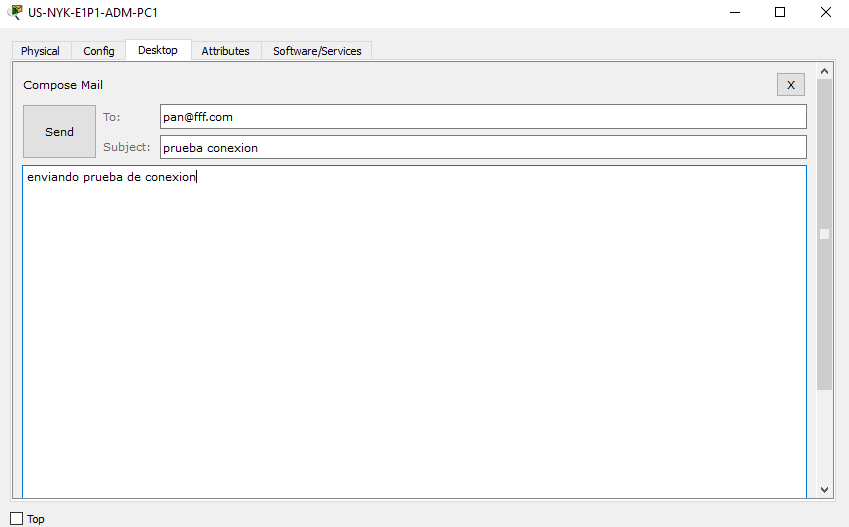 US-NYK-E1P1-ADM-PC1
Physical Config Desktop Attributes Software/Services
Compose Mail X
Send
To: pan@fff.com
Subject: prueba conexion
enviando prueba de conexion
Top